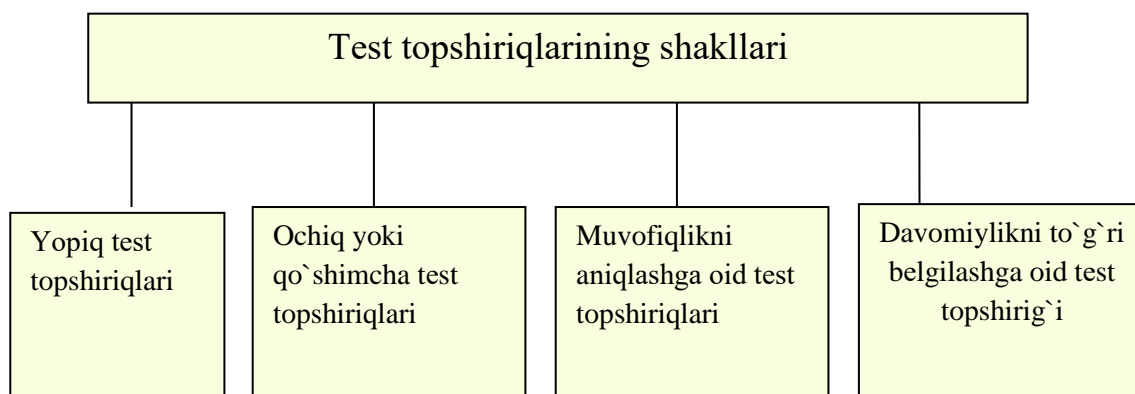 Test topshiriqlarining shakllari
Yopiq test
topshiriqlari
Ochiq yoki
qo`shimcha test
topshiriqlari
Muvofiqlikni
aniqlashga oid test
topshiriqlari
Davomiylikni to`g`ri
belgilashga oid test
topshirig`i